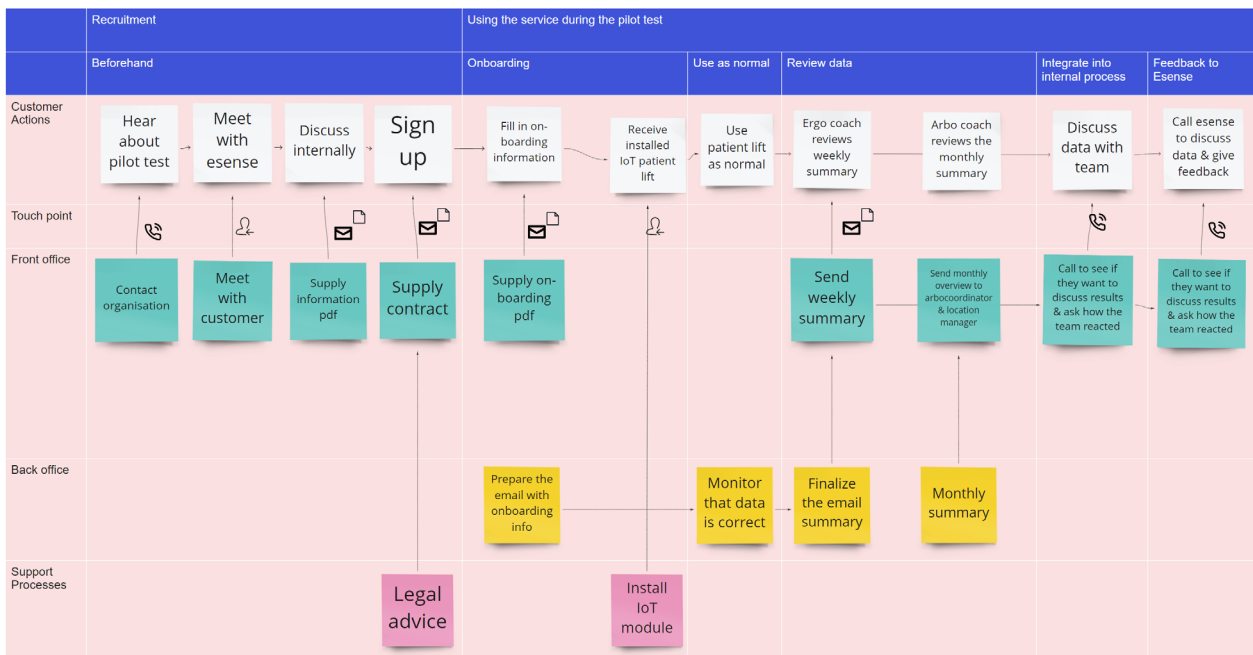 Recruitment
Using the service during the pilot test
Beforehand
Onboarding
Use as normal
Review data
Integrate into
internal process
Feedback to
Esense
Customer
Actions
Hear
about
pilot test
Meet
with
esense
Discuss
internally
Sign
up
Fill in on-
boarding
information
Receive
installed
IoT patient
lift
Use
patient lift
as normal
Ergo coach
reviews
weekly
summary
Arbo coach
reviews the
monthly
summary
Discuss
data with
team
Call esense
to discuss
data & give
feedback
Touch point
Front office
Contact
organisation
Meet
with
customer
Supply
information
pdf
Supply
contract
Supply on-
boarding
pdf
Send
weekly
summary
Send monthly
overview to
arbocoordinator
& location
manager
Call to see if
they want to
discuss results
& ask how the
team reacted
Call to see if
they want to
discuss results
& ask how the
team reacted
Back office
Prepare the
email with
onboarding
info
Monitor
that data
is correct
Finalize
the email
summary
Monthly
summary
Support
Processes
Legal
advice
Install
IoT
module